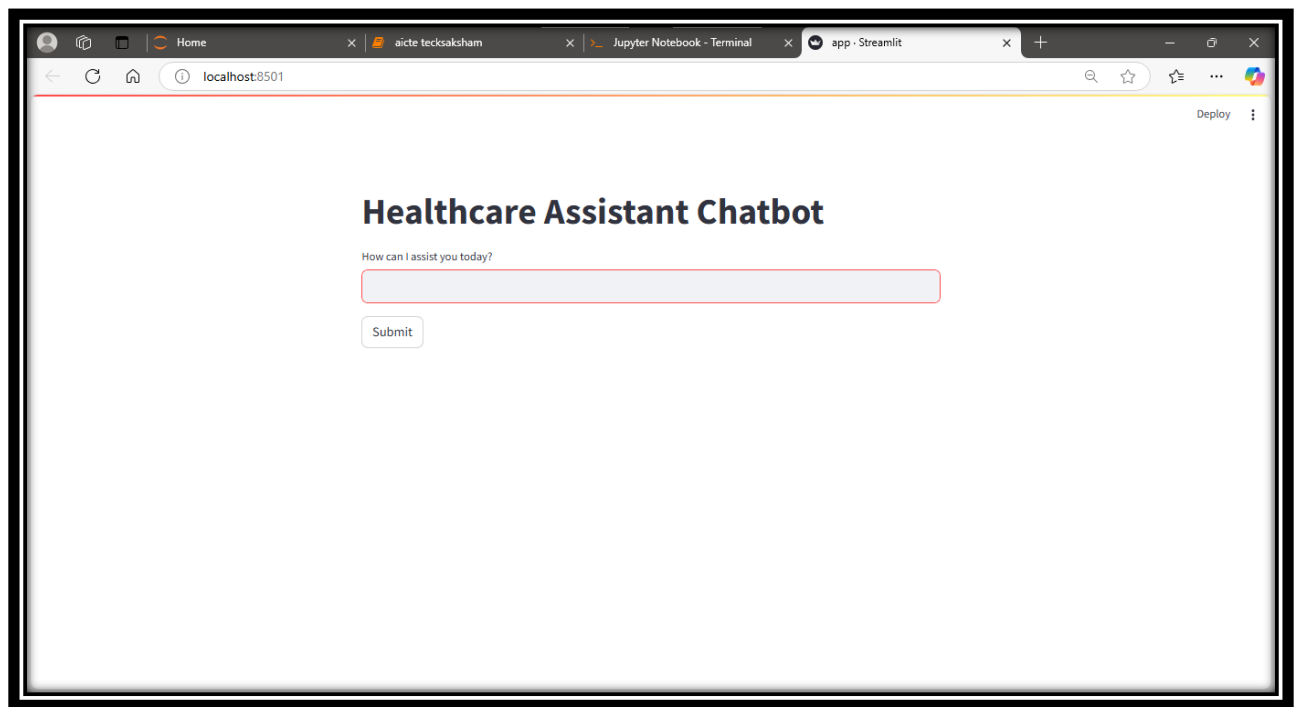 Home
aicte tecksaksham
Jupyter Notebook - Terminal
app · Streamlit
localhost:8501
Deploy
Healthcare Assistant Chatbot
How can I assist you today?
Submit